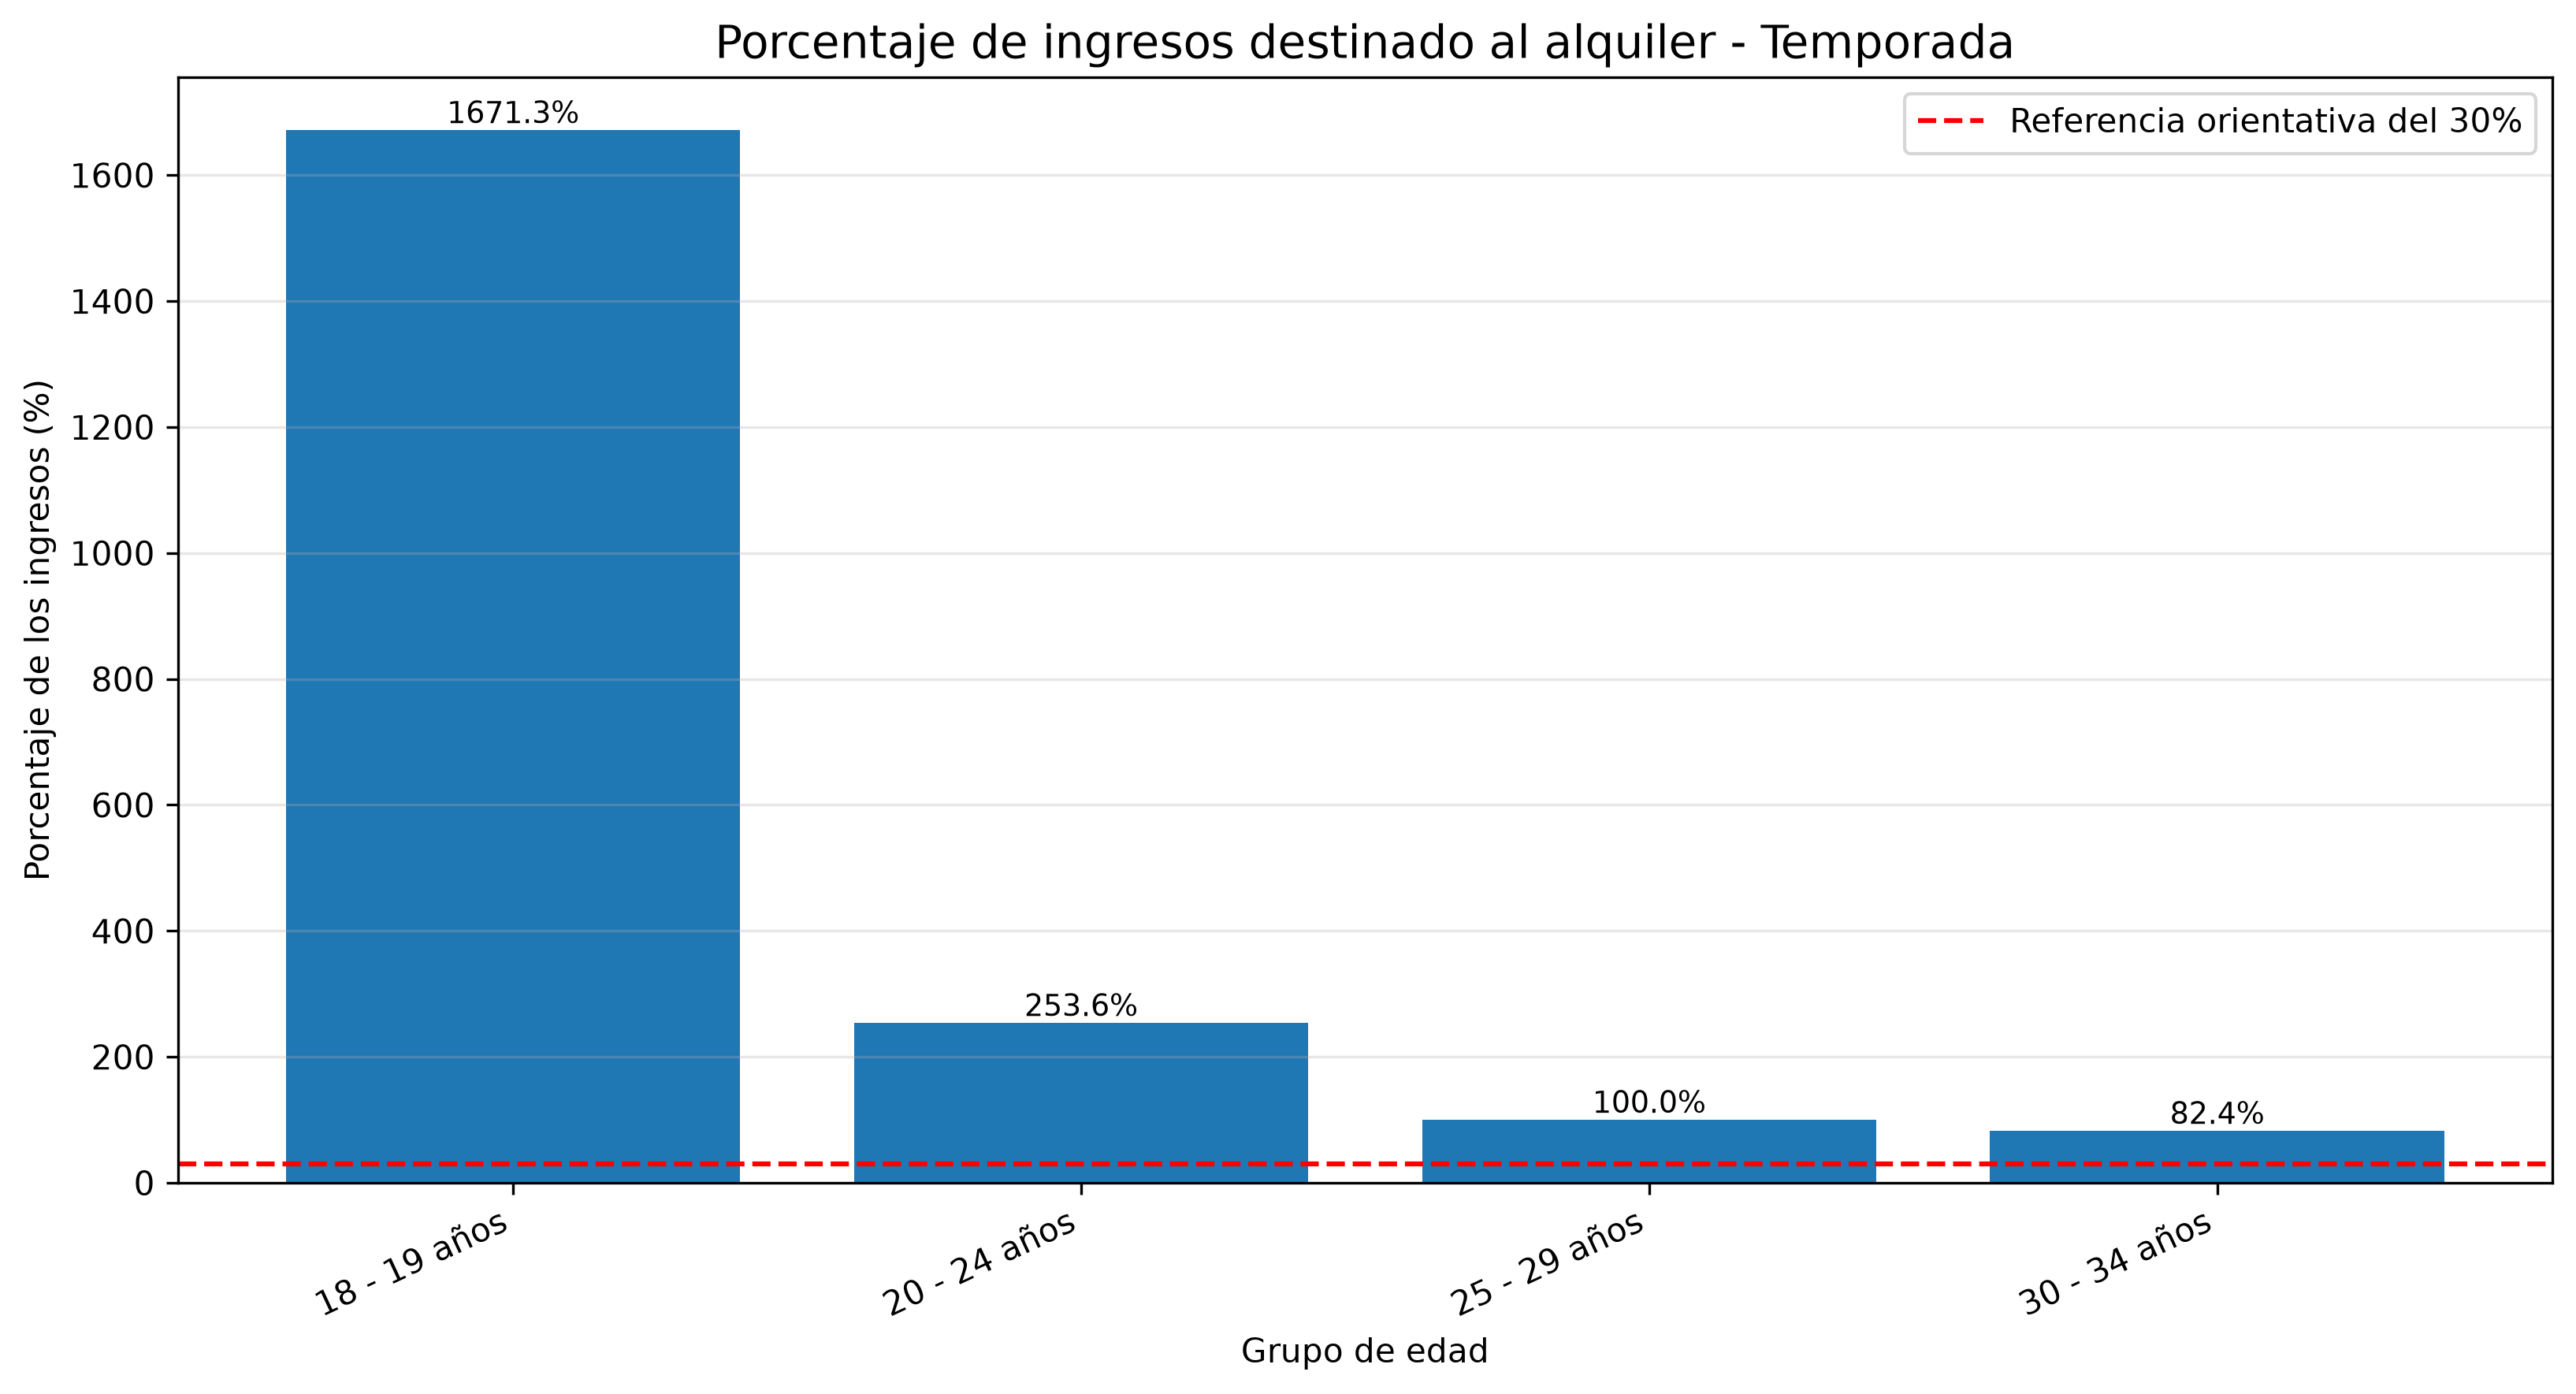 Porcentaje de ingresos destinado al alquiler - Temporada
Referencia orientativa del 30%
Porcentaje de los ingresos (%)
1600
1400
1200
1000
800
600
400
200
0
1671.3%
253.6%
100.0%
82.4%
18 - 19 años
20 - 24 años
25 - 29 años
30 - 34 años
Grupo de edad